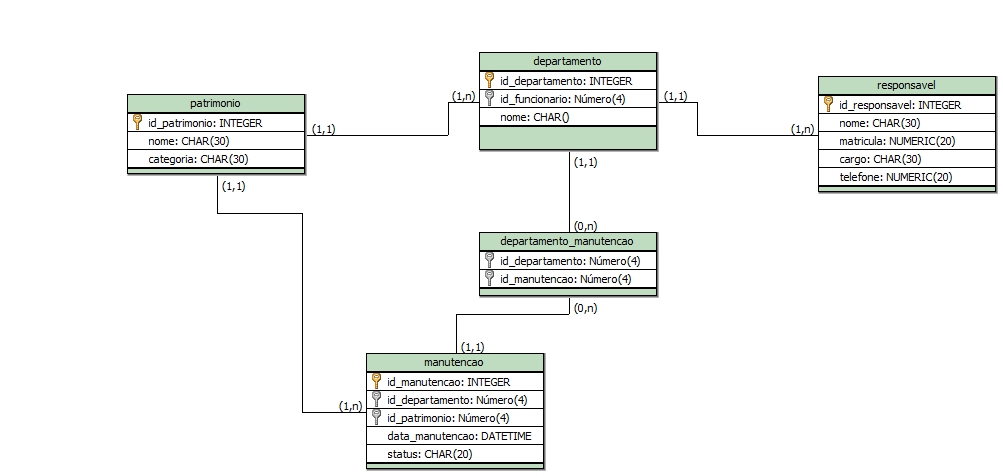 departamento
id_departamento: INTEGER
id_funcionario: Número(4)
nome: CHAR()
(1,n)
(1,1)
responsavel
id_responsavel: INTEGER
nome: CHAR(30)
matricula: NUMERIC(20)
cargo: CHAR(30)
telefone: NUMERIC(20)
(1,n)
patrimonio
id_patrimonio: INTEGER
nome: CHAR(30)
categoria: CHAR(30)
(1,1)
(1,1)
(1,1)
(0,n)
departamento_manutencao
id_departamento: Número(4)
id_manutencao: Número(4)
(0,n)
(1,1)
manutencao
id_manutencao: INTEGER
id_departamento: Número(4)
id_patrimonio: Número(4)
data_manutencao: DATETIME
status: CHAR(20)
(1,n)